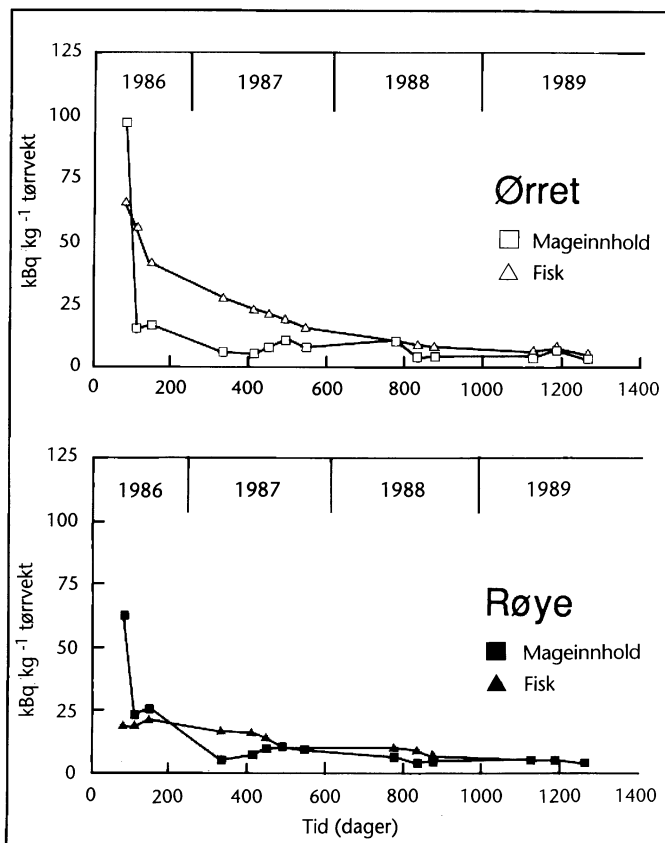 125
1986 1987 1988 1989
100
75
50
25
0
kBq kg -1 tørrvekt
Ørret
Mageinnhold
Fisk
0 200 400 600 800 1000 1200 1400
125
1986 1987 1988 1989
100
75
50
25
0
kBq kg -1 tørrvekt
Røye
Mageinnhold
Fisk
0 200 400 600 800 1000 1200 1400
Tid (dager)